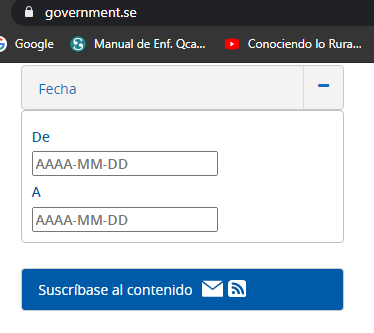 government.se
Google Manual de Enf. Qca... Conociendo lo Rura...
Fecha
De
AAAA-MM-DD
A
AAAA-MM-DD
Suscríbase al contenido